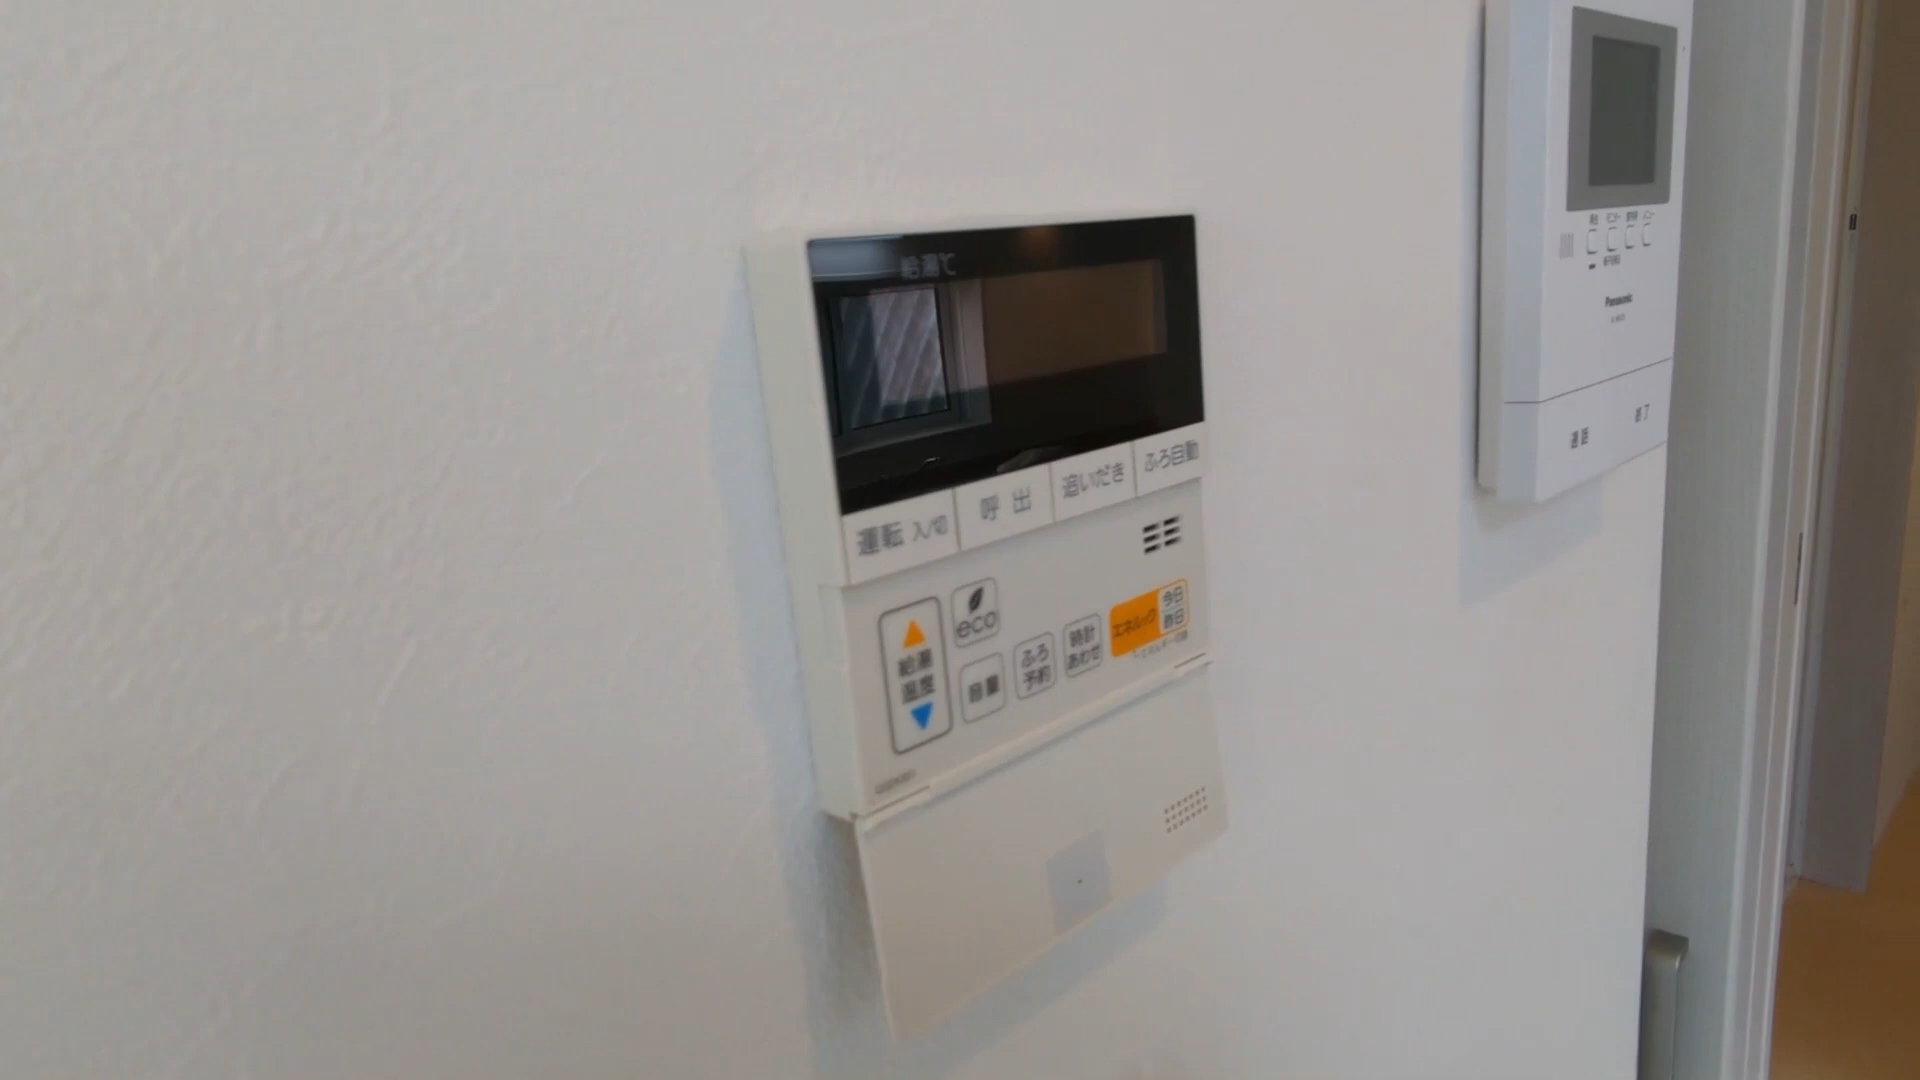 給湯℃
運転 入/切
呼出
追いだき
ふろ自動
eco
給湯
温度
音量
ふろ
予約
時計
あわせ
エネルック
今日
昨日
Panasonic
通話
終了